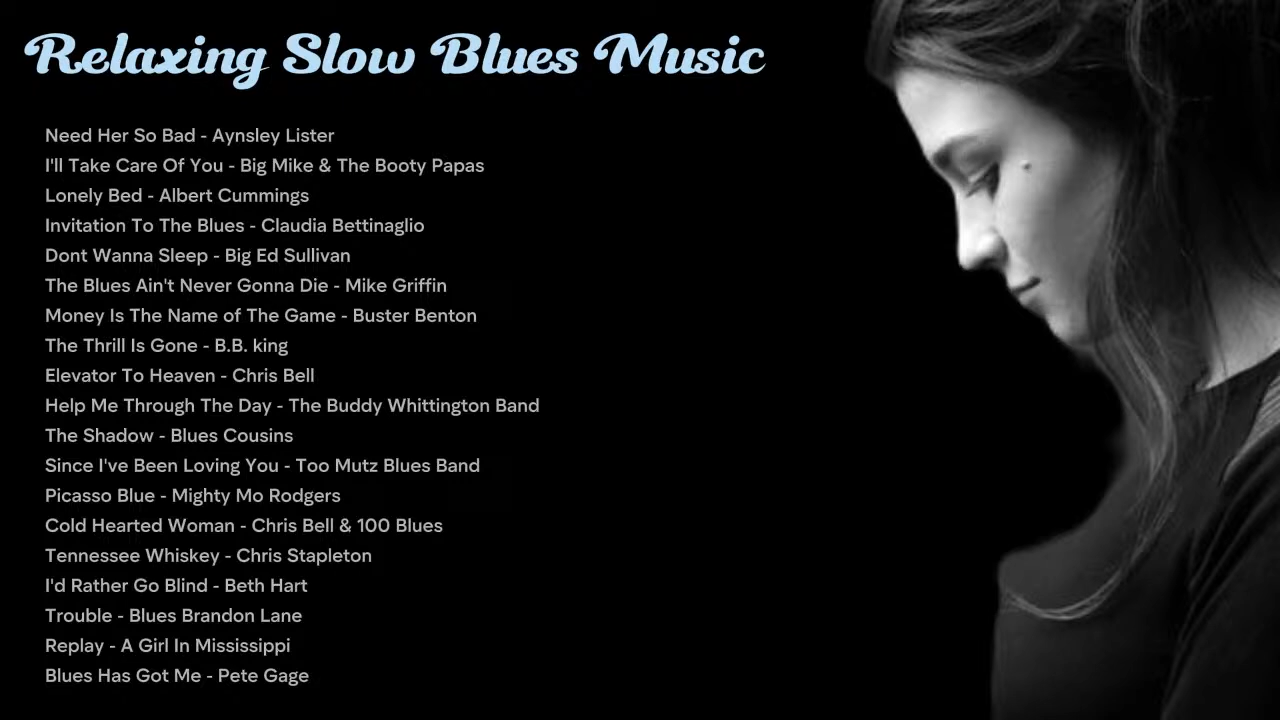 Relaxing Slow Blues Music
Need Her So Bad - Aynsley Lister
I'll Take Care Of You - Big Mike & The Booty Papas
Lonely Bed - Albert Cummings
Invitation To The Blues - Claudia Bettinaglio
Dont Wanna Sleep - Big Ed Sullivan
The Blues Ain't Never Gonna Die - Mike Griffin
Money Is The Name of The Game - Buster Benton
The Thrill Is Gone - B.B. king
Elevator To Heaven - Chris Bell
Help Me Through The Day - The Buddy Whittington Band
The Shadow - Blues Cousins
Since I've Been Loving You - Too Mutz Blues Band
Picasso Blue - Mighty Mo Rodgers
Cold Hearted Woman - Chris Bell & 100 Blues
Tennessee Whiskey - Chris Stapleton
I'd Rather Go Blind - Beth Hart
Trouble - Blues Brandon Lane
Replay - A Girl In Mississippi
Blues Has Got Me - Pete Gage